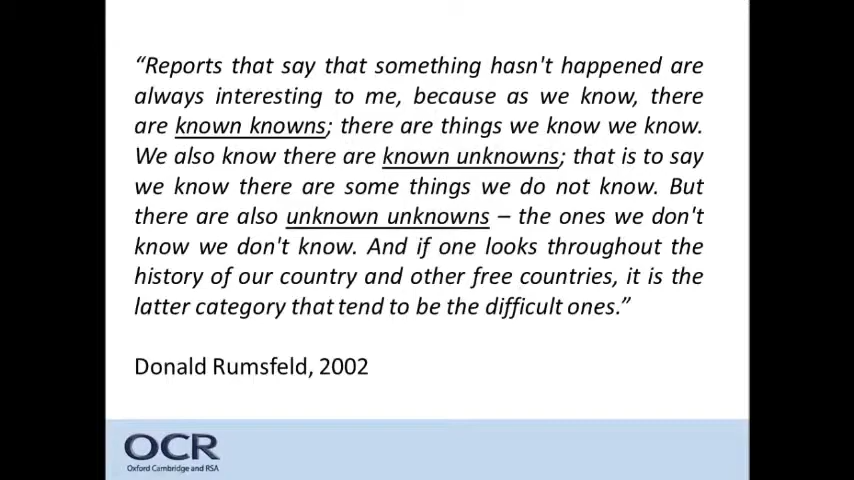 “Reports that say that something hasn't happened are
always interesting to me, because as we know, there
are known knowns; there are things we know we know.
We also know there are known unknowns; that is to say
we know there are some things we do not know. But
there are also unknown unknowns – the ones we don't
know we don't know. And if one looks throughout the
history of our country and other free countries, it is the
latter category that tend to be the difficult ones.”
Donald Rumsfeld, 2002
OCR
Oxford Cambridge and RSA